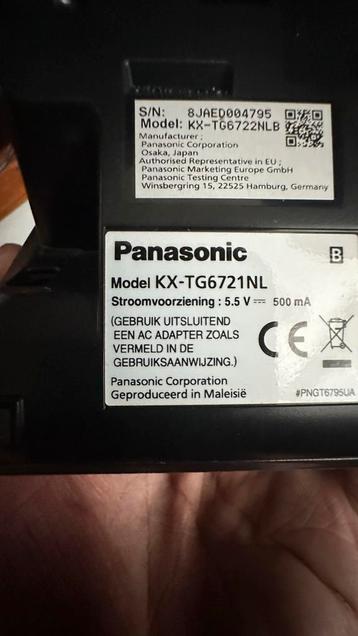 S/N: 8JAED004795
Model: KX-TG6722NLB
Manufacturer ;
Panasonic Corporation
Osaka, Japan
Authorised Representative in EU ;
Panasonic Marketing Europe GmbH
Panasonic Testing Centre
Winsbergring 15, 22525 Hamburg, Germany
Panasonic B
Model KX-TG6721NL
Stroomvoorziening : 5.5 V ⎓ 500 mA
(GEBRUIK UITSLUITEND
EEN AC ADAPTER ZOALS
VERMELD IN DE
GEBRUIKSAANWIJZING.)
CE
Panasonic Corporation
Geproduceerd in Maleisië #PNGT6795UA